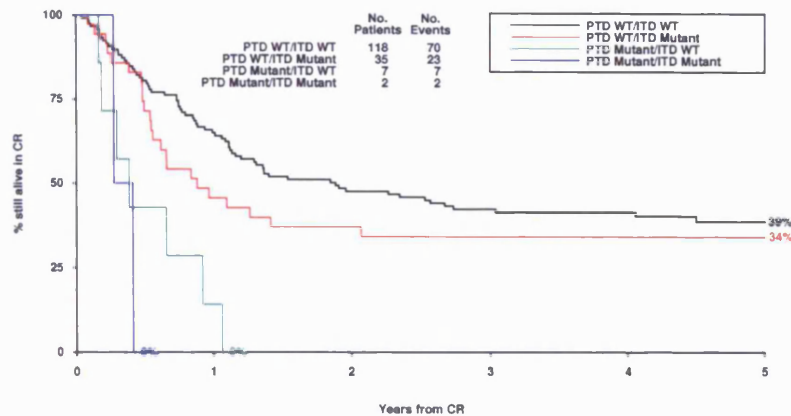 No. No.
Patients Events
PTD WT/ITD WT 118 70
PTD WT/ITD Mutant 35 23
PTD Mutant/ITD WT 7 7
PTD Mutant/ITD Mutant 2 2
PTD WT/ITD WT
PTD WT/ITD Mutant
PTD Mutant/ITD WT
PTD Mutant/ITD Mutant
100
75
50
25
0
% still alive in CR
39%
34%
0% 0%
0 1 2 3 4 5
Years from CR